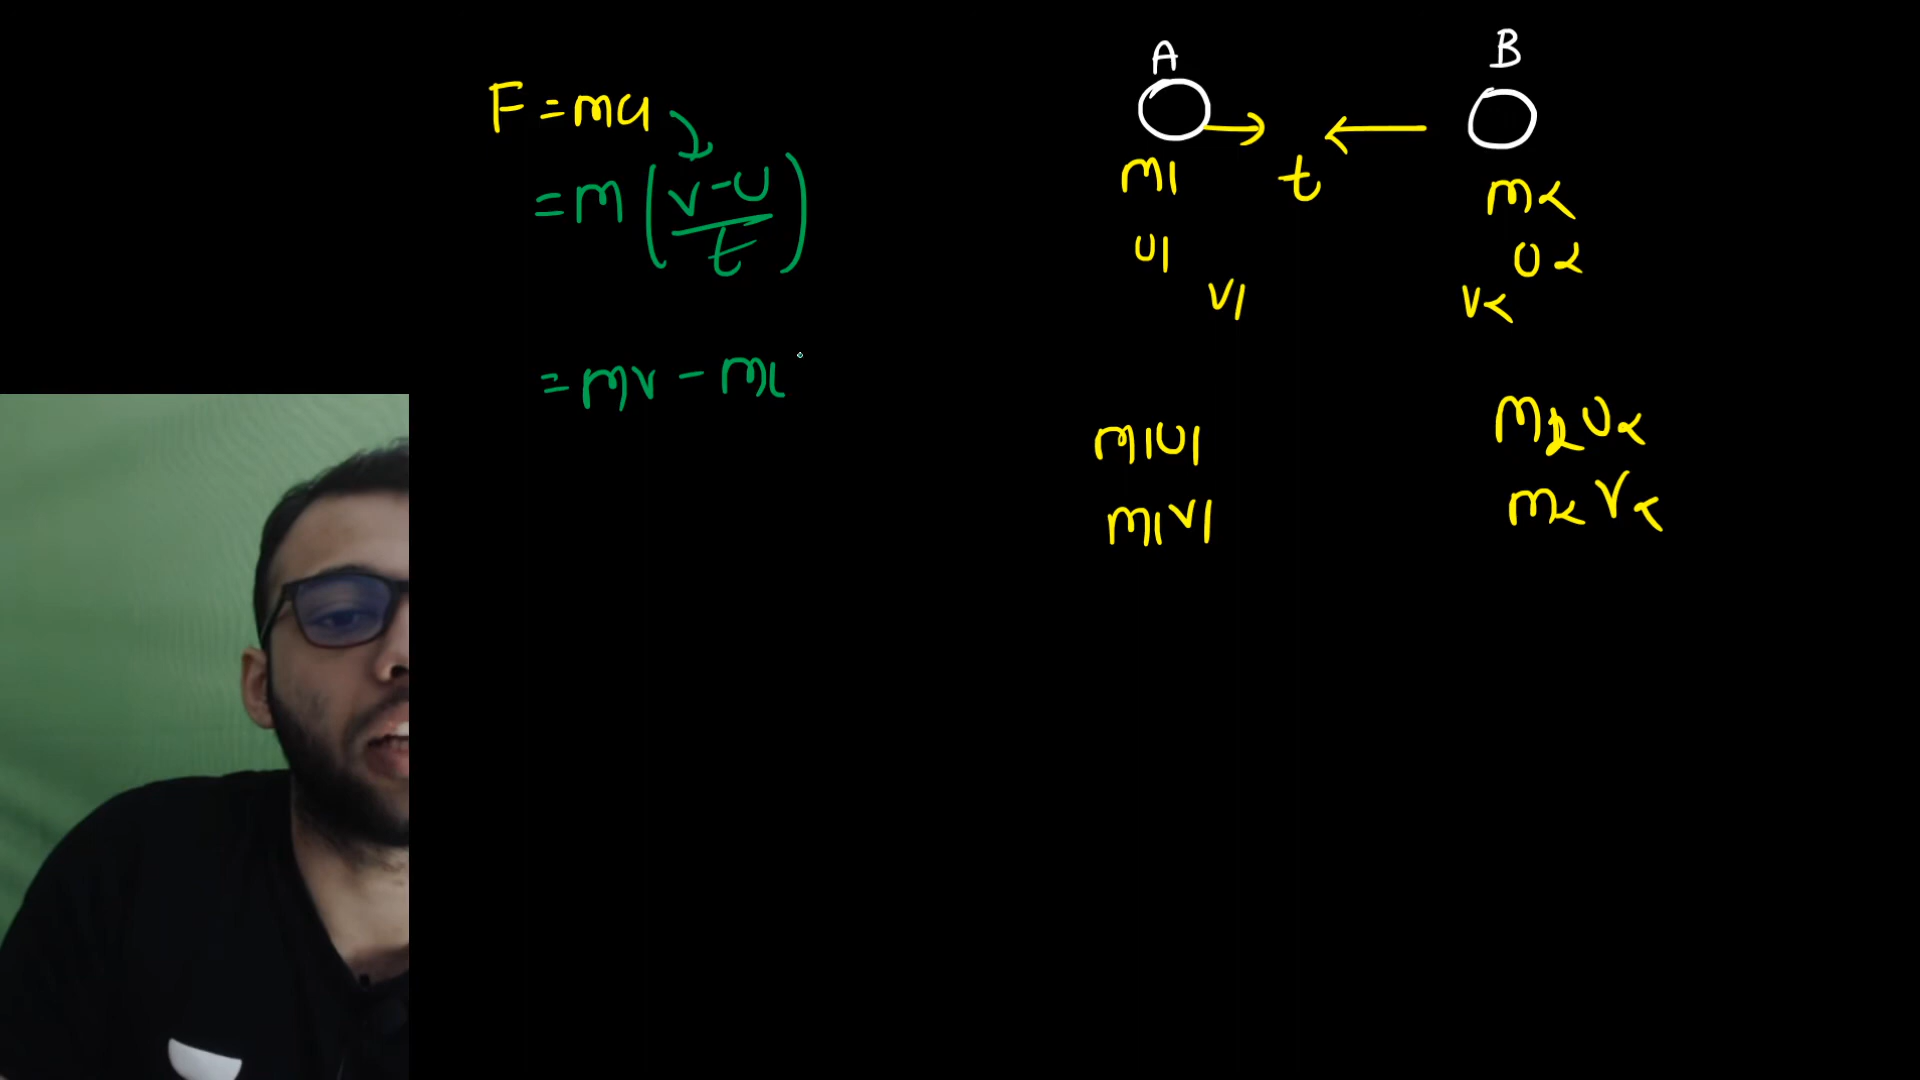 F = ma
= m (v - u / t)
= mv - mu
A
B
m1
t
m2
u1
u2
v1
v2
m1u1
m2u2
m1v1
m2v2